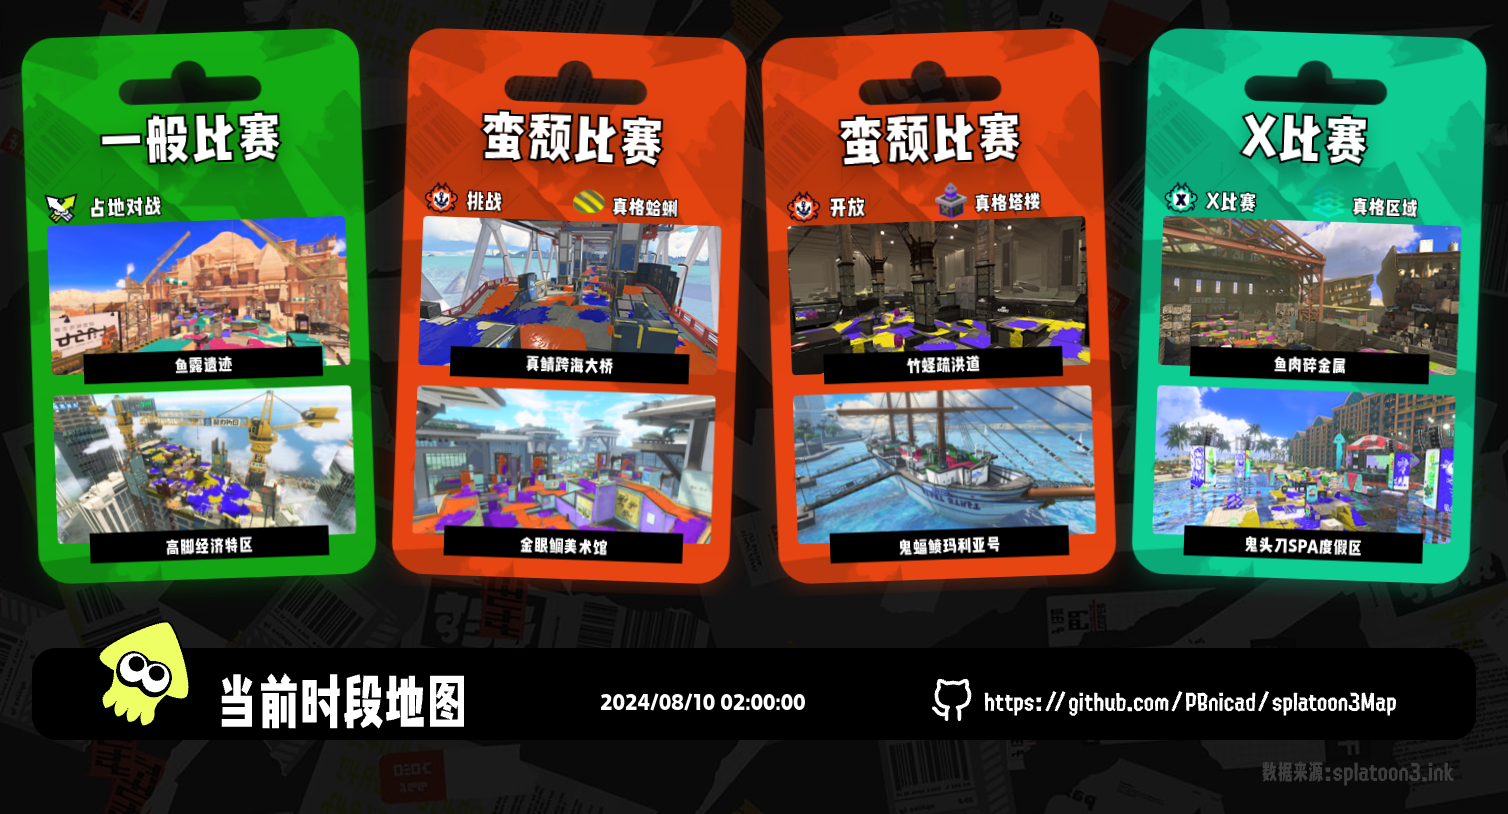 一般比赛
占地对战
鱼露遗迹
高脚经济特区
蛮颓比赛
挑战
真格蛤蜊
真鲭跨海大桥
金眼鲷美术馆
蛮颓比赛
开放
真格塔楼
竹蛏疏洪道
鬼蝠鲼玛利亚号
X比赛
X比赛
真格区域
鱼肉碎金属
鬼头刀SPA度假区
当前时段地图
2024/08/10 02:00:00
https://github.com/PBnicad/splatoon3Map
数据来源:splatoon3.ink